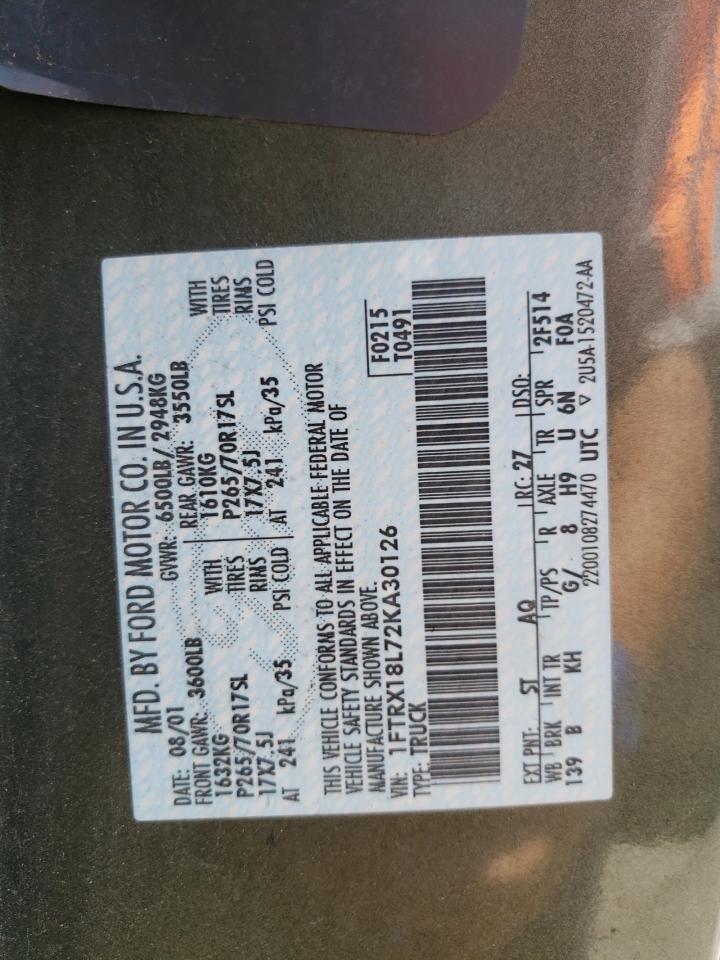 MFD. BY FORD MOTOR CO. IN U.S.A.
DATE: 08/01 GVWR: 6500LB/ 2948KG
FRONT GAWR: 3600LB REAR GAWR: 3550LB
1632KG WITH 1610KG WITH
P265/70R17SL TIRES P265/70R17SL TIRES
17X7.5J RIMS 17X7.5J RIMS
AT 241 kPa/35 PSI COLD AT 241 kPa/35 PSI COLD
THIS VEHICLE CONFORMS TO ALL APPLICABLE FEDERAL MOTOR
VEHICLE SAFETY STANDARDS IN EFFECT ON THE DATE OF
MANUFACTURE SHOWN ABOVE.
VIN: 1FTRX18L72KA30126
TYPE: TRUCK
F0215
T0491
EXT PNT: ST AQ RC: 27 DSO:
WB BRK INT TR TP/PS R AXLE TR SPR 2F514
139 B KH G/ 8 H9 U 6N F0A
2200108274470 UTC ▽ 2U5A-1520472-AA